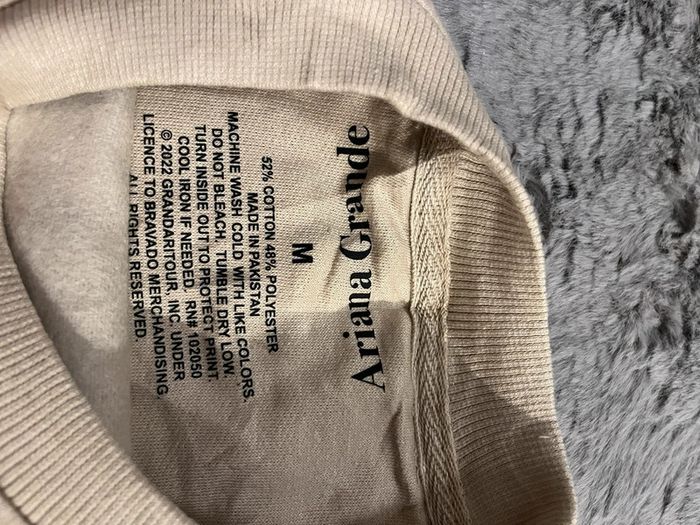 Ariana Grande
M
52% COTTON 48% POLYESTER
MADE IN PAKISTAN
MACHINE WASH COLD WITH LIKE COLORS.
DO NOT BLEACH. TUMBLE DRY LOW.
TURN INSIDE OUT TO PROTECT PRINT.
COOL IRON IF NEEDED. RN# 102050
© 2022 GRANDARITOUR, INC. UNDER
LICENCE TO BRAVADO MERCHANDISING.
ALL RIGHTS RESERVED.